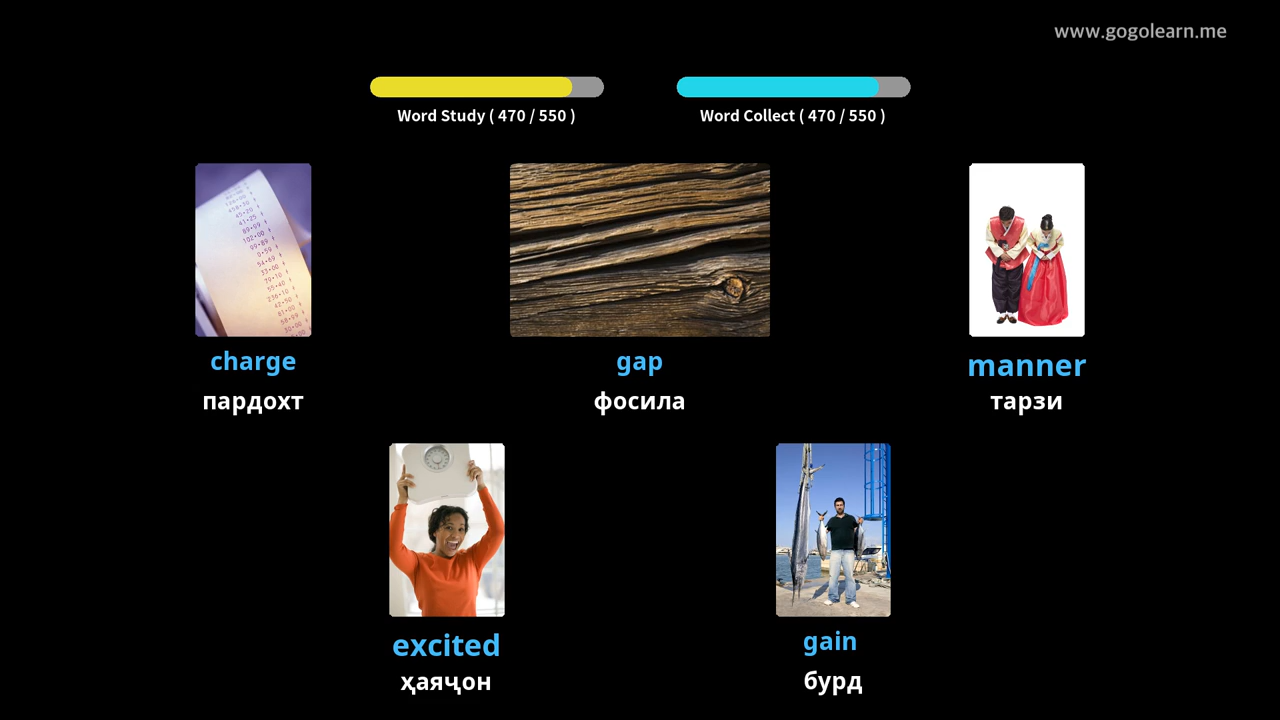 www.gogolearn.me
Word Study ( 470 / 550 )
Word Collect ( 470 / 550 )
charge
пардохт
gap
фосила
manner
тарзи
excited
ҳаяҷон
gain
бурд